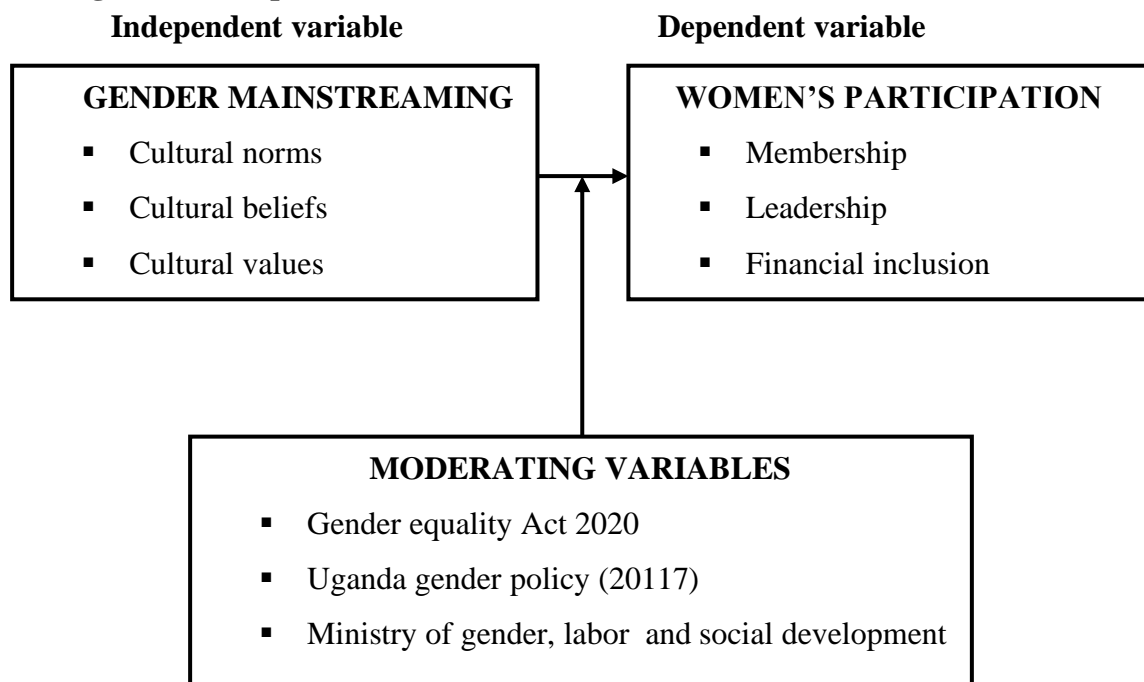 Independent variable
Dependent variable
GENDER MAINSTREAMING
▪ Cultural norms
▪ Cultural beliefs
▪ Cultural values
WOMEN’S PARTICIPATION
▪ Membership
▪ Leadership
▪ Financial inclusion
MODERATING VARIABLES
▪ Gender equality Act 2020
▪ Uganda gender policy (20117)
▪ Ministry of gender, labor and social development